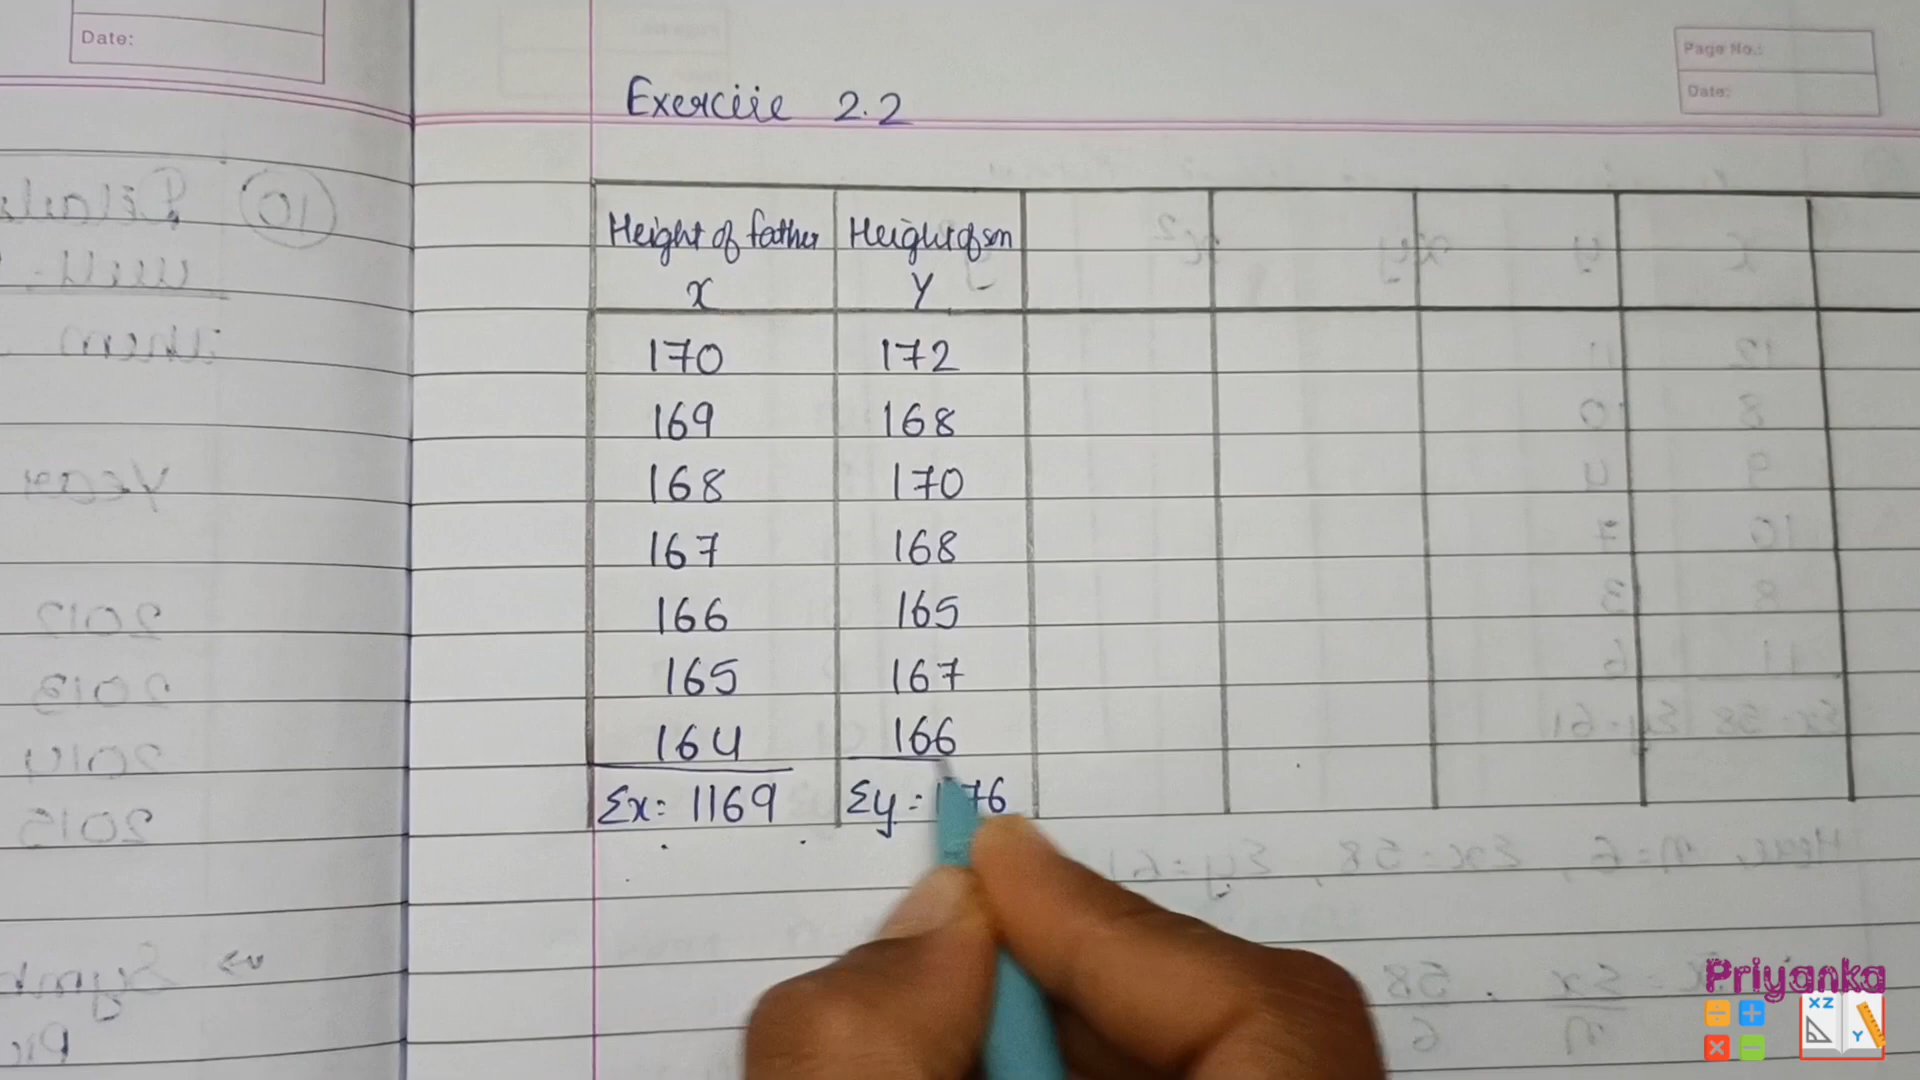 Date:
Page No.:
Date:
Exercise 2.2
Height of father Height of son
x y
170 172
169 168
168 170
167 168
166 165
165 167
164 166
Σx = 1169 Σy =
Priyanka
XZ
Y